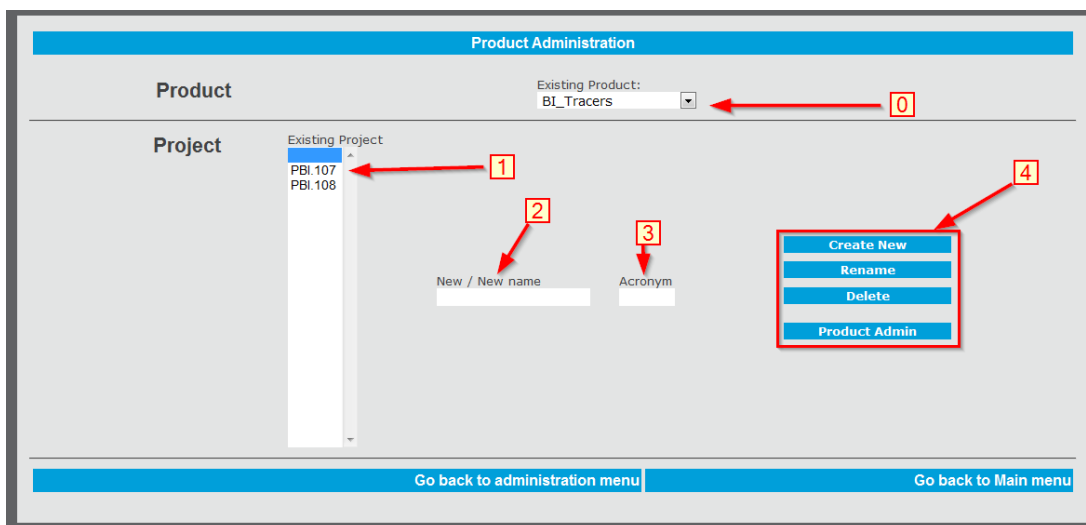 Product Administration
Product
Existing Product:
BI_Tracers
0
Project
Existing Project
PBI.107
PBI.108
1
2
3
4
New / New name
Acronym
Create New
Rename
Delete
Product Admin
Go back to administration menu
Go back to Main menu